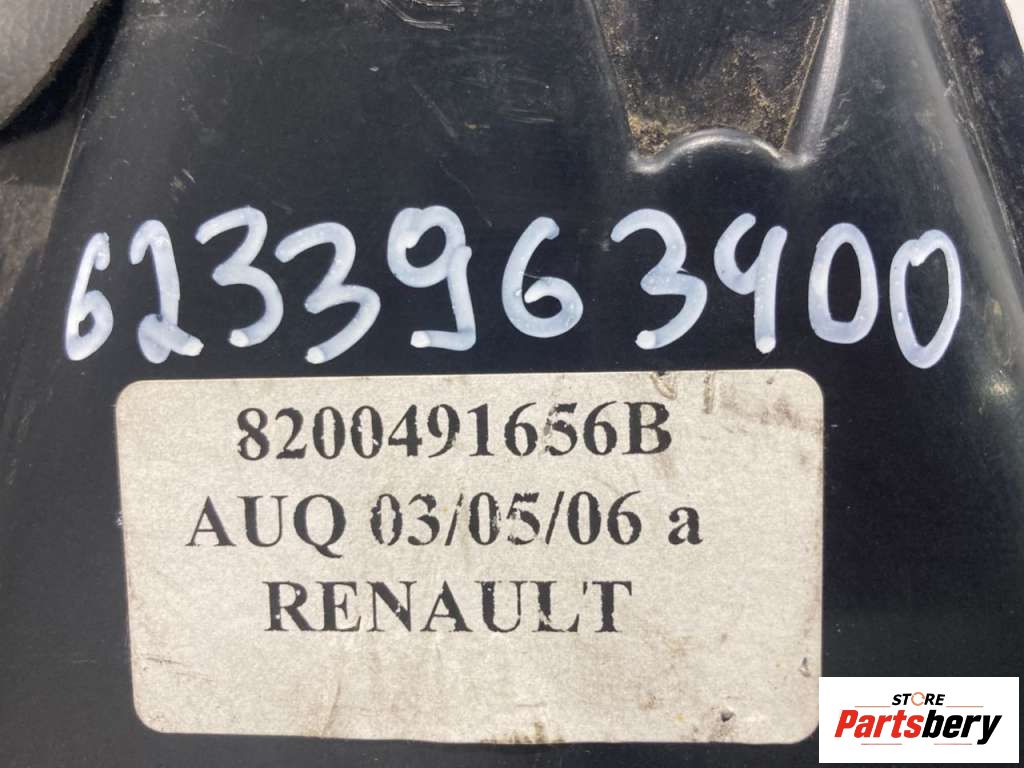 6233963400
8200491656B
AUQ 03/05/06 a
RENAULT
STORE
Partsbery